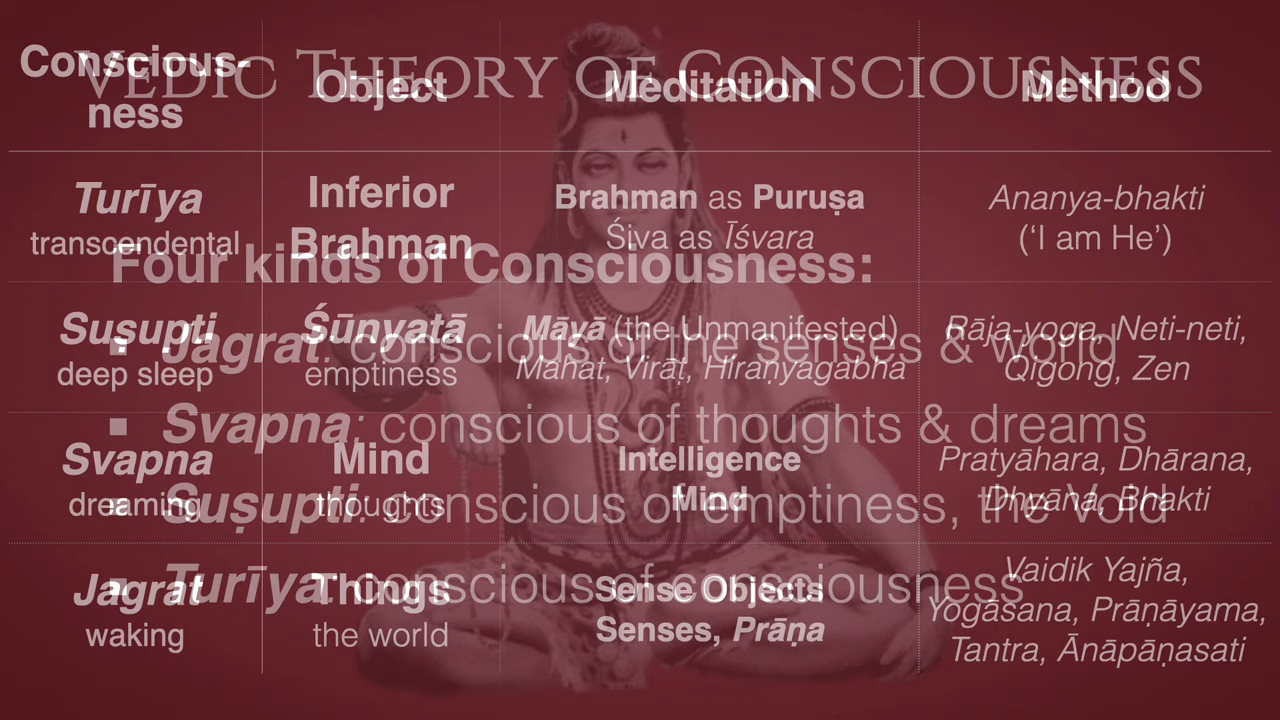 VEDIC THEORY OF CONSCIOUSNESS
Four kinds of Consciousness:
▪ Jagrat: conscious of the senses & world
▪ Svapna: conscious of thoughts & dreams
▪ Suṣupti: conscious of emptiness, the Void
▪ Turīya: conscious of consciousness
Conscious-
ness
Object
Meditation
Method
Turīya
transcendental
Inferior
Brahman
Brahman as Puruṣa
Śiva as Īśvara
Ananya-bhakti
(‘I am He’)
Suṣupti
deep sleep
Śūnyatā
emptiness
Māyā (the Unmanifested)
Mahat, Virāṭ, Hiraṇyagabha
Rāja-yoga, Neti-neti,
Qigong, Zen
Svapna
dreaming
Mind
thoughts
Intelligence
Mind
Pratyāhara, Dhārana,
Dhyāna, Bhakti
Jagrat
waking
Things
the world
Sense Objects
Senses, Prāṇa
Vaidik Yajña,
Yogāsana, Prāṇāyama,
Tantra, Ānāpāṇasati